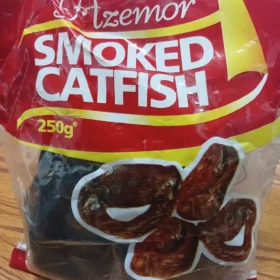 D'Azemor
SMOKED
CATFISH
250g℮